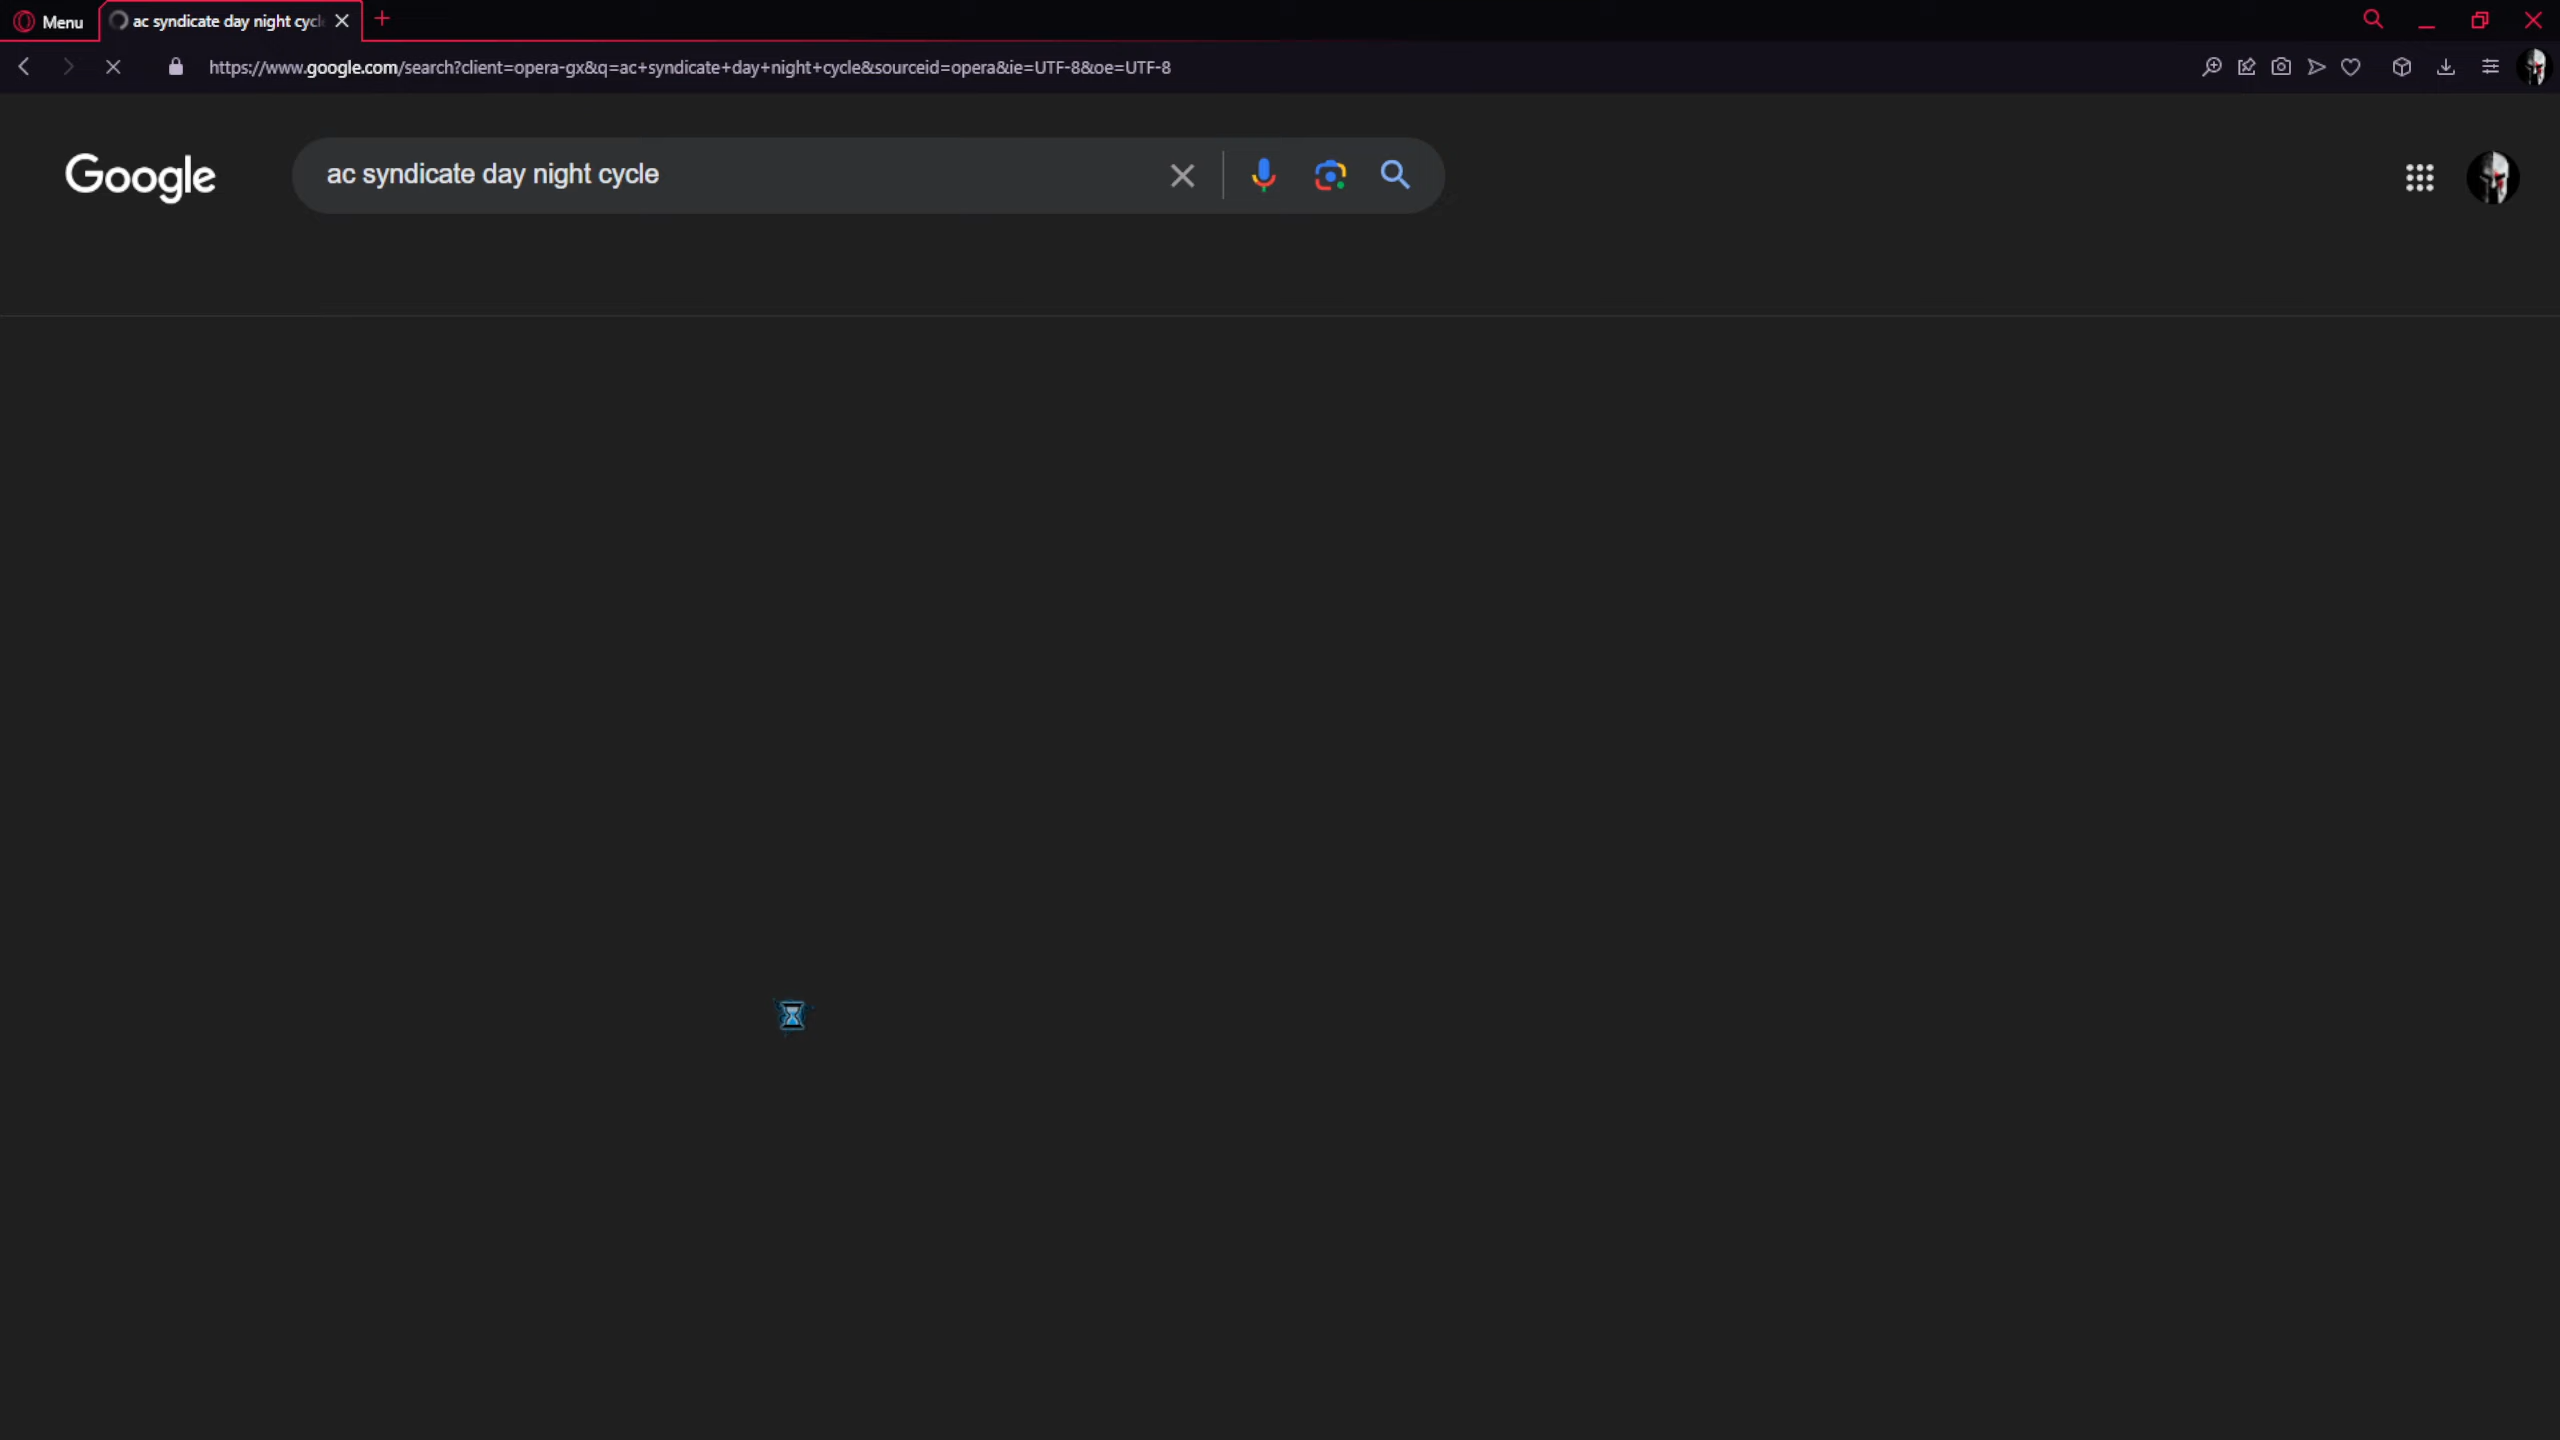 Menu
ac syndicate day night cycl
https://www.google.com/search?client=opera-gx&q=ac+syndicate+day+night+cycle&sourceid=opera&ie=UTF-8&oe=UTF-8
Google
ac syndicate day night cycle